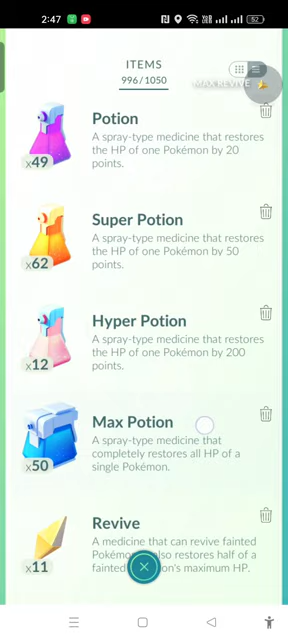 2:47
52
ITEMS
996/1050
MAX REVIVE
Potion
A spray-type medicine that restores
the HP of one Pokémon by 20
points.
x49
Super Potion
A spray-type medicine that restores
the HP of one Pokémon by 50
points.
x62
Hyper Potion
A spray-type medicine that restores
the HP of one Pokémon by 200
points.
x12
Max Potion
A spray-type medicine that
completely restores all HP of a
single Pokémon.
x50
Revive
A medicine that can revive fainted
Pokémon also restores half of a
fainted on's maximum HP.
x11